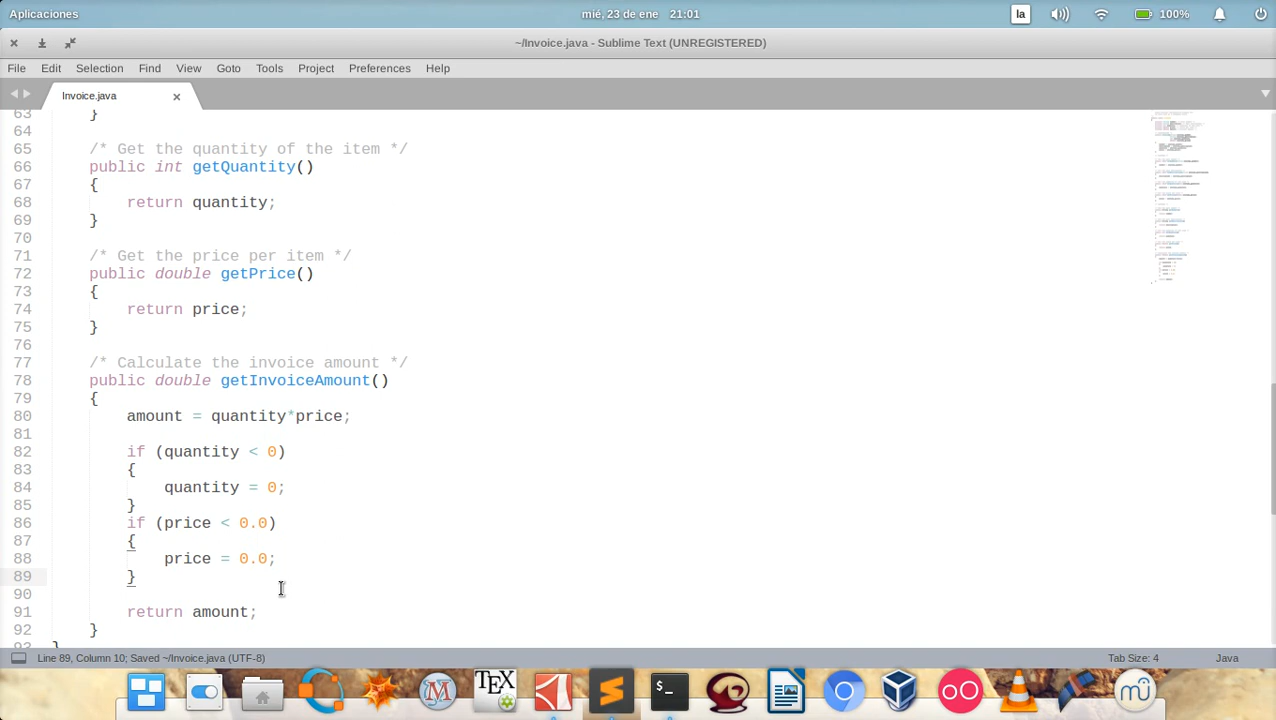 Aplicaciones
mié, 23 de ene 21:01
la
100%
~/Invoice.java - Sublime Text (UNREGISTERED)
File Edit Selection Find View Goto Tools Project Preferences Help
Invoice.java
63 }
64
65 /* Get the quantity of the item */
66 public int getQuantity()
67 {
68 return quantity;
69 }
70
71 /* Get the price per item */
72 public double getPrice()
73 {
74 return price;
75 }
76
77 /* Calculate the invoice amount */
78 public double getInvoiceAmount()
79 {
80 amount = quantity*price;
81
82 if (quantity < 0)
83 {
84 quantity = 0;
85 }
86 if (price < 0.0)
87 {
88 price = 0.0;
89 }
90
91 return amount;
92 }
93 }
Line 89, Column 10; Saved ~/Invoice.java (UTF-8)
Tab Size: 4
Java
TEX
$_